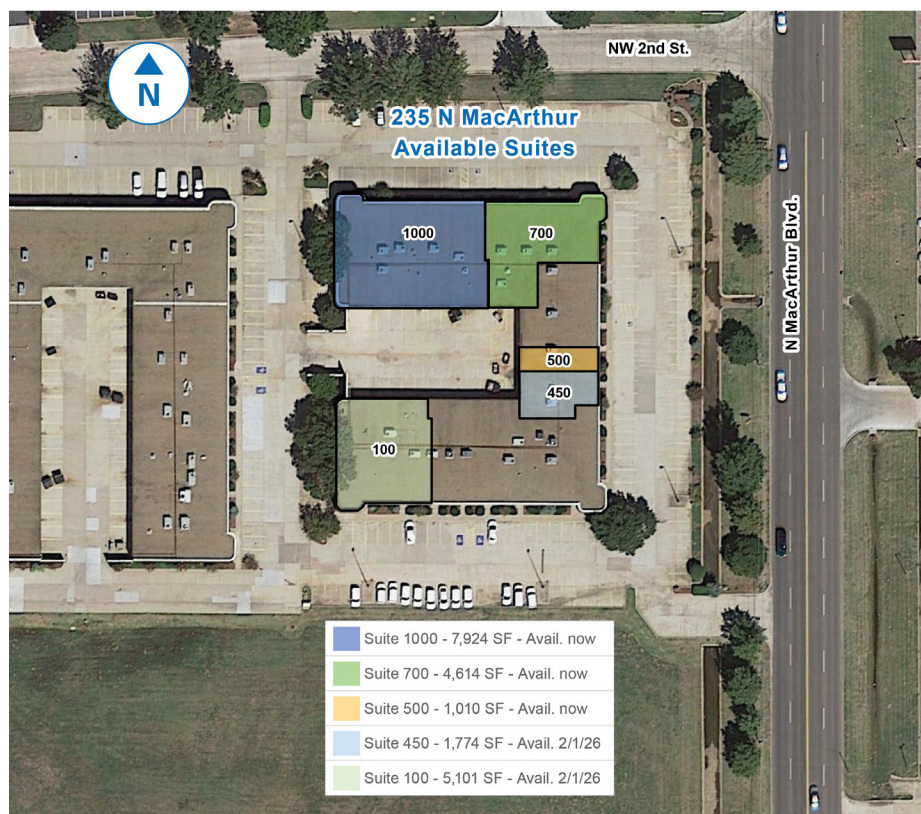 NW 2nd St.
N
235 N MacArthur
Available Suites
1000
700
N MacArthur Blvd.
500
450
100
Suite 1000 - 7,924 SF - Avail. now
Suite 700 - 4,614 SF - Avail. now
Suite 500 - 1,010 SF - Avail. now
Suite 450 - 1,774 SF - Avail. 2/1/26
Suite 100 - 5,101 SF - Avail. 2/1/26